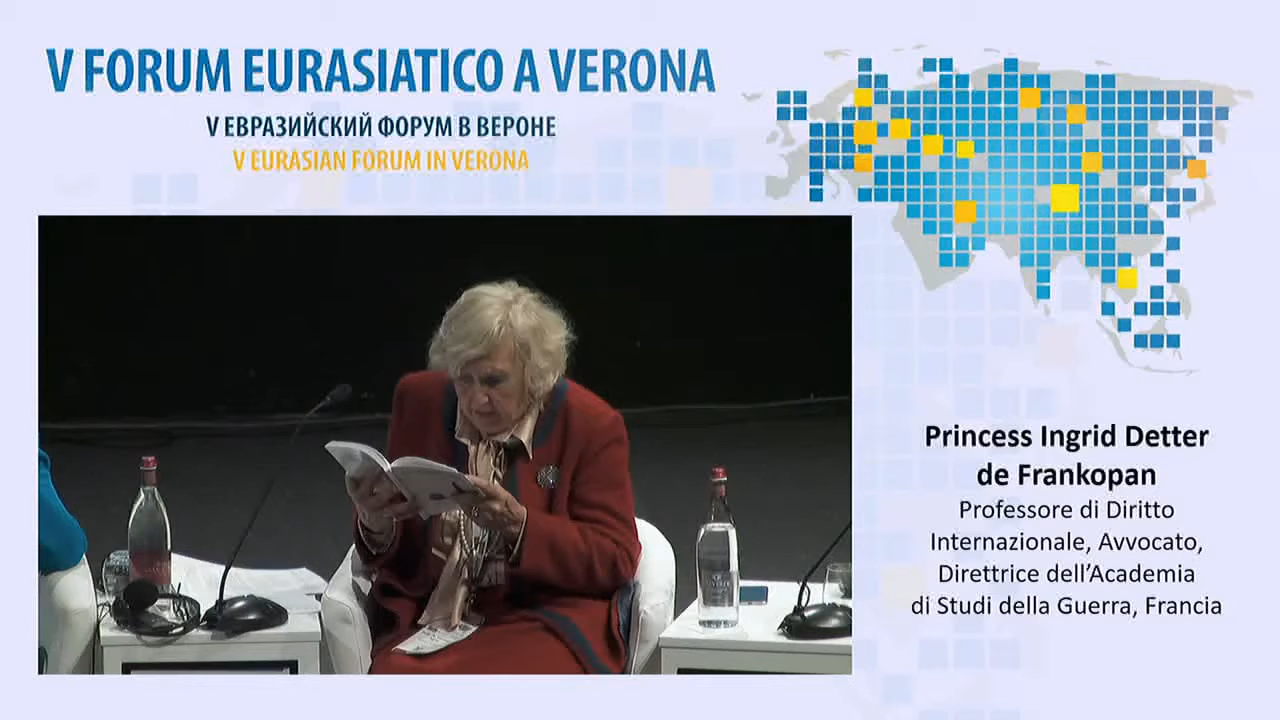 V FORUM EURASIATICO A VERONA
V ЕВРАЗИЙСКИЙ ФОРУМ В ВЕРОНЕ
V EURASIAN FORUM IN VERONA
Princess Ingrid Detter
de Frankopan
Professore di Diritto
Internazionale, Avvocato,
Direttrice dell’Academia
di Studi della Guerra, Francia